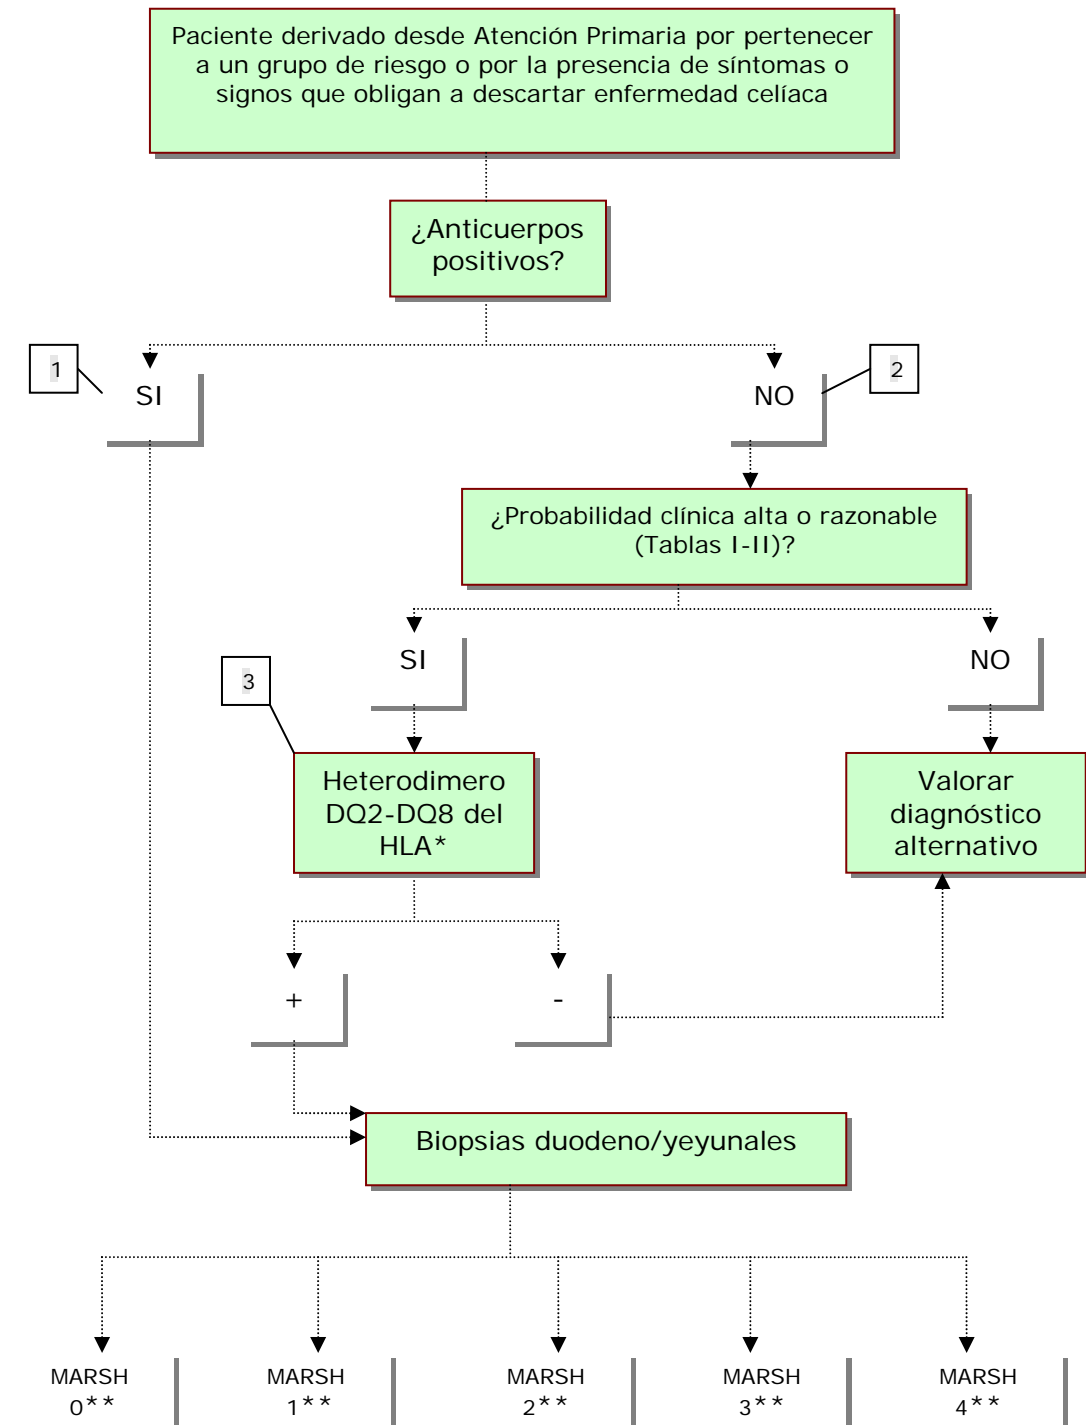 Paciente derivado desde Atención Primaria por pertenecer
a un grupo de riesgo o por la presencia de síntomas o
signos que obligan a descartar enfermedad celíaca
¿Anticuerpos
positivos?
1
SI
NO
2
¿Probabilidad clínica alta o razonable
(Tablas I-II)?
SI
NO
3
Heterodimero
DQ2-DQ8 del
HLA*
Valorar
diagnóstico
alternativo
+
-
Biopsias duodeno/yeyunales
MARSH
0**
MARSH
1**
MARSH
2**
MARSH
3**
MARSH
4**